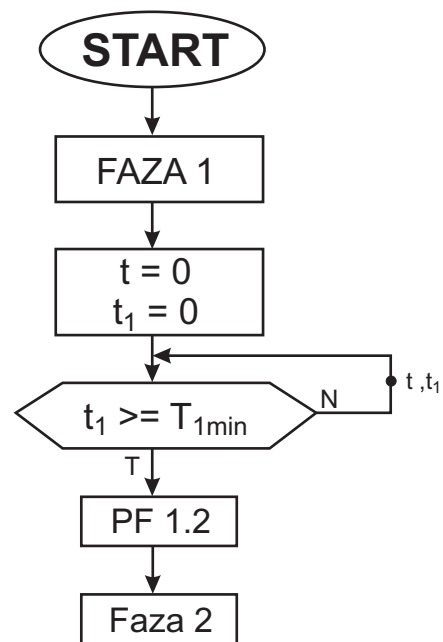 START
FAZA 1
t = 0
t₁ = 0
t ,t₁
t₁ >= T₁min
N
T
PF 1.2
Faza 2